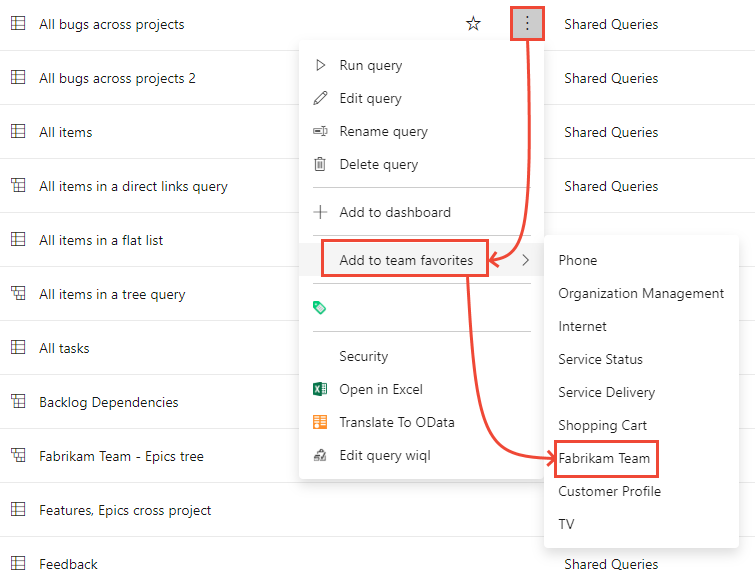 All bugs across projects
Shared Queries
Run query
All bugs across projects 2
Shared Queries
Edit query
All items
Rename query
Shared Queries
Delete query
All items in a direct links query
Shared Queries
Add to dashboard
All items in a flat list
Add to team favorites
Phone
All items in a tree query
Organization Management
Internet
All tasks
Security
Service Status
Open in Excel
Service Delivery
Backlog Dependencies
Translate To OData
Shopping Cart
Fabrikam Team - Epics tree
Edit query wiql
Fabrikam Team
Customer Profile
Features, Epics cross project
TV
Feedback
Shared Queries